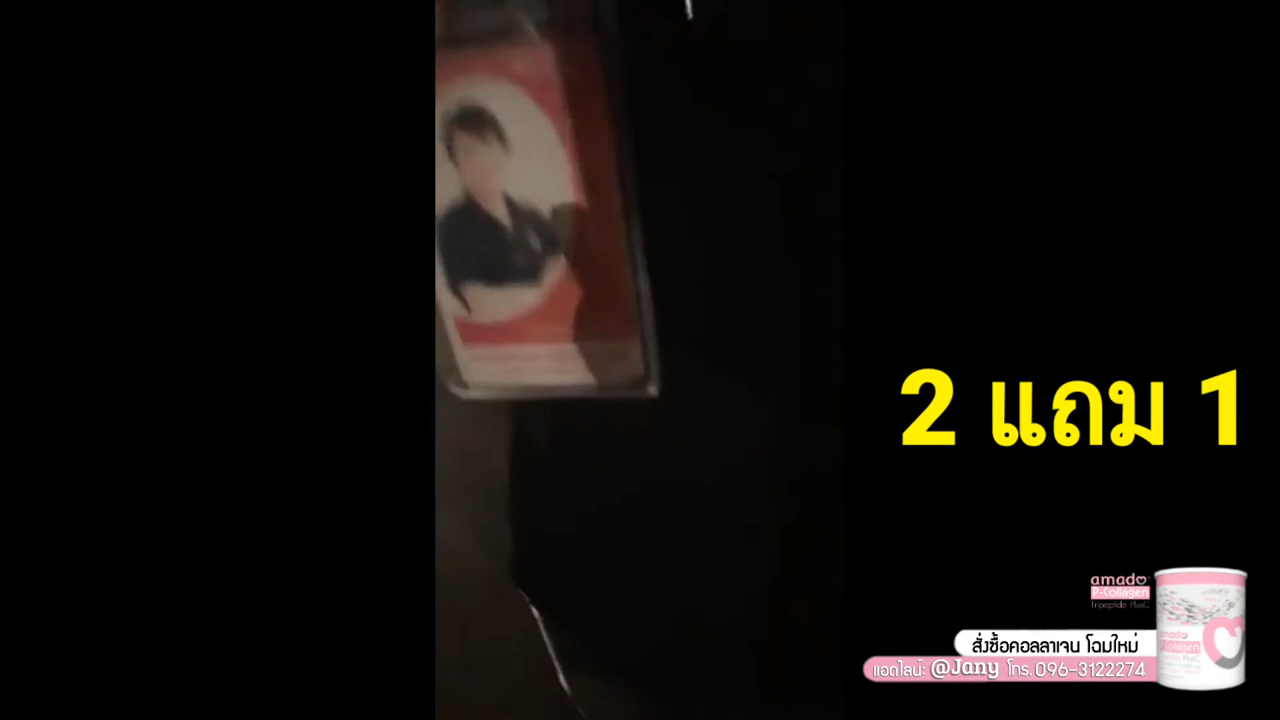 2 แถม 1
amado
P-Collagen
Tripeptide PlusC
สั่งซื้อคอลลาเจน โฉมใหม่
แอดไลน์: @Jany โทร. 096-3122274
amado
P-Collagen